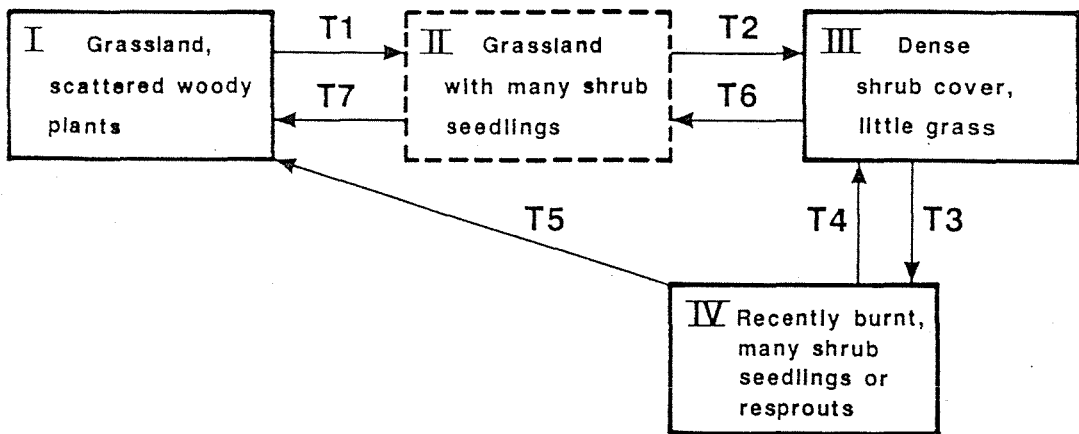 I Grassland,
scattered woody
plants
T1
T7
II Grassland
with many shrub
seedlings
T2
T6
III Dense
shrub cover,
little grass
T5
T4
T3
IV Recently burnt,
many shrub
seedlings or
resprouts